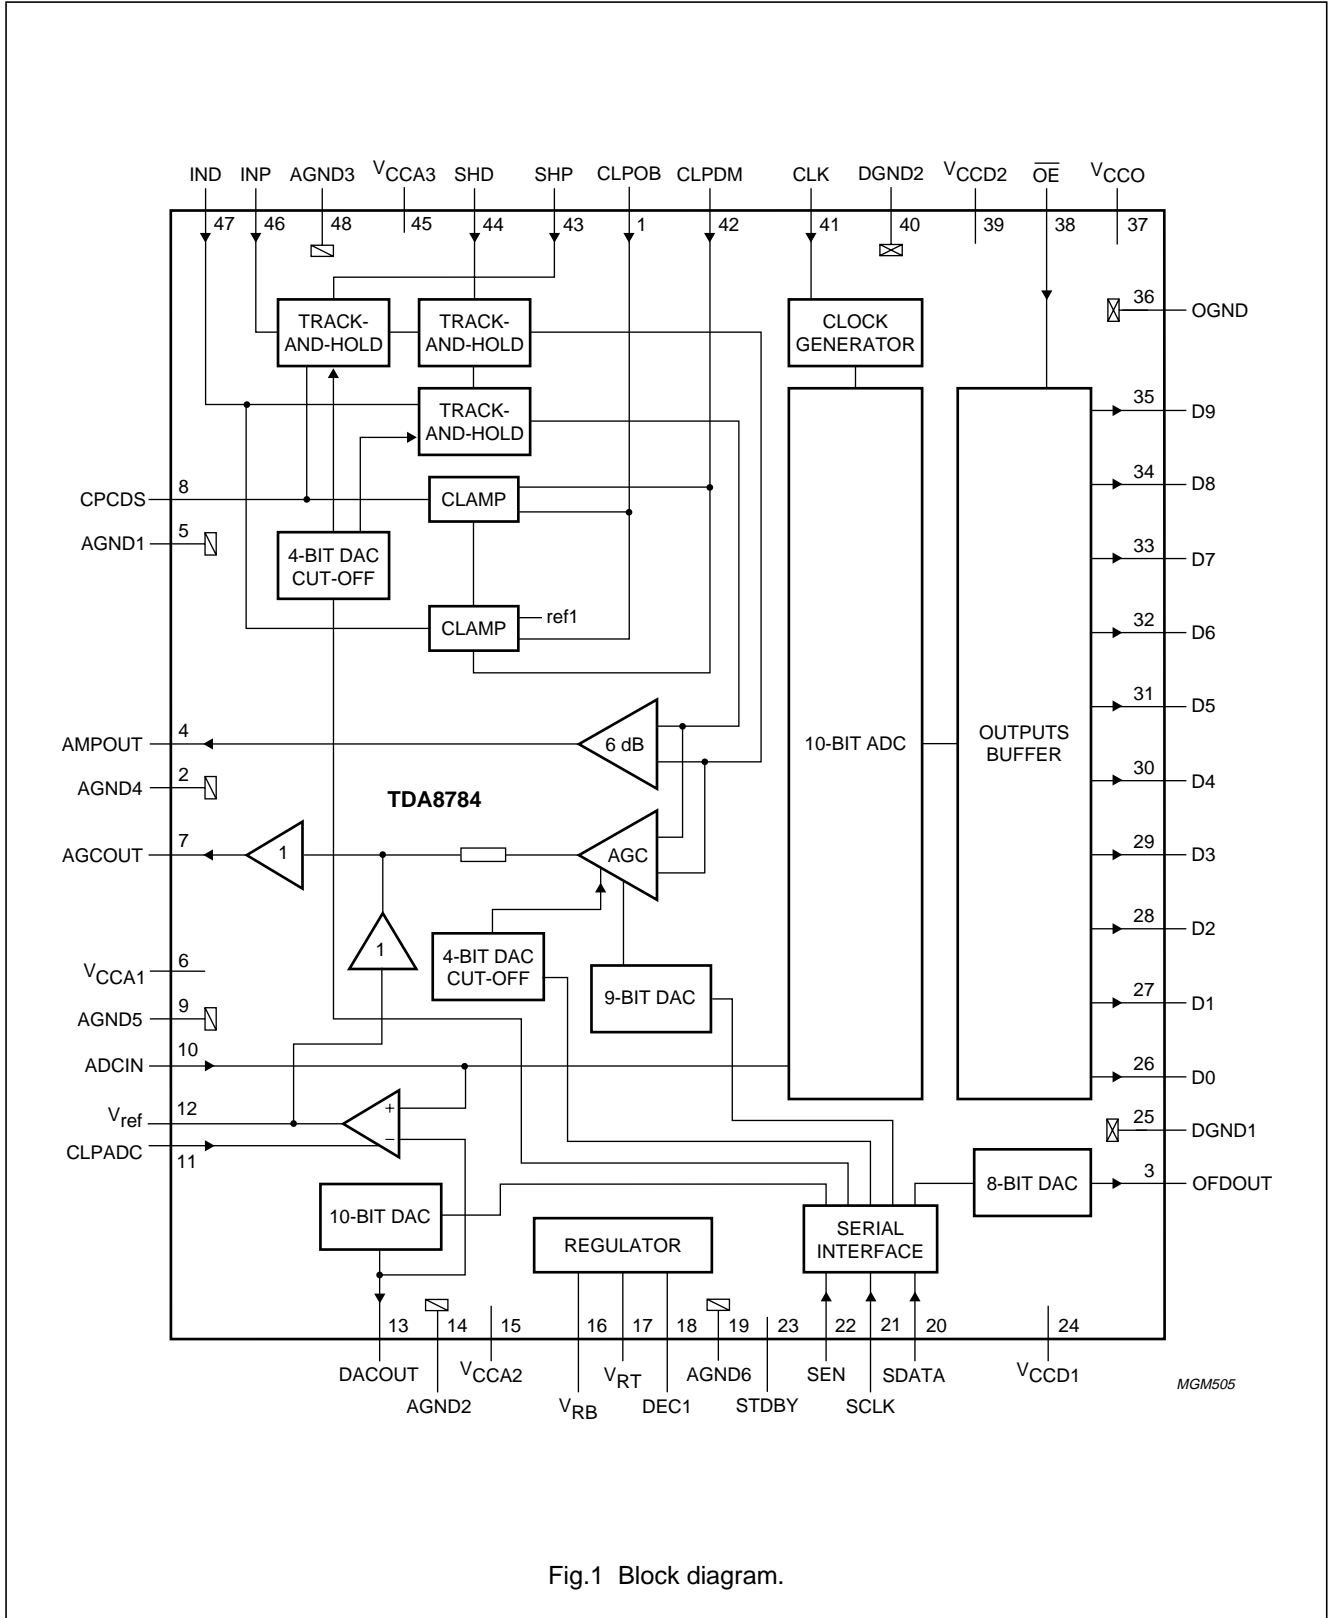 IND INP AGND3 VCCA3 SHD SHP CLPOB CLPDM CLK DGND2 VCCD2 OE VCCO
47 46 48 45 44 43 1 42 41 40 39 38 37
36 OGND
TRACK-
AND-HOLD
TRACK-
AND-HOLD
CLOCK
GENERATOR
TRACK-
AND-HOLD
35 D9
CPCDS 8
CLAMP
34 D8
AGND1 5
4-BIT DAC
CUT-OFF
33 D7
CLAMP
ref1
32 D6
31 D5
AMPOUT 4
6 dB
10-BIT ADC
OUTPUTS
BUFFER
AGND4 2
30 D4
TDA8784
AGCOUT 7
1
AGC
29 D3
1
4-BIT DAC
CUT-OFF
28 D2
VCCA1 6
9-BIT DAC
27 D1
AGND5 9
ADCIN 10
26 D0
Vref 12
+
−
25 DGND1
CLPADC 11
8-BIT DAC
3 OFDOUT
10-BIT DAC
REGULATOR
SERIAL
INTERFACE
13 14 15 16 17 18 19 23 22 21 20 24
DACOUT AGND2 VCCA2 VRB VRT DEC1 AGND6 STDBY SEN SCLK SDATA VCCD1
MGM505
Fig.1 Block diagram.